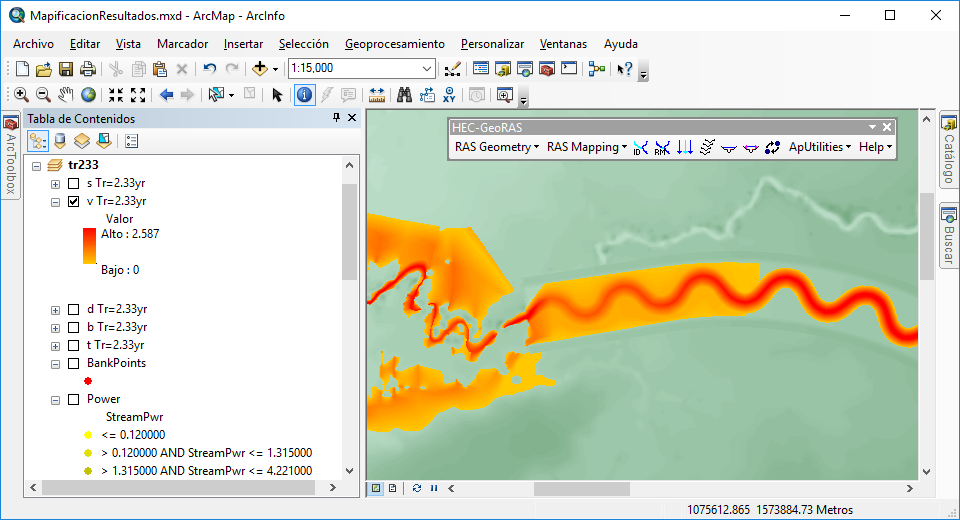 MapificacionResultados.mxd - ArcMap - ArcInfo
Archivo Editar Vista Marcador Insertar Selección Geoprocesamiento Personalizar Ventanas Ayuda
1:15,000
XY
ArcToolbox
Tabla de Contenidos
tr233
s Tr=2.33yr
v Tr=2.33yr
Valor
Alto : 2.587
Bajo : 0
d Tr=2.33yr
b Tr=2.33yr
t Tr=2.33yr
BankPoints
Power
StreamPwr
<= 0.120000
> 0.120000 AND StreamPwr <= 1.315000
> 1.315000 AND StreamPwr <= 4.221000
HEC-GeoRAS
RAS Geometry RAS Mapping ID RM ApUtilities Help
Catálogo
Buscar
1075612.865 1573884.73 Metros